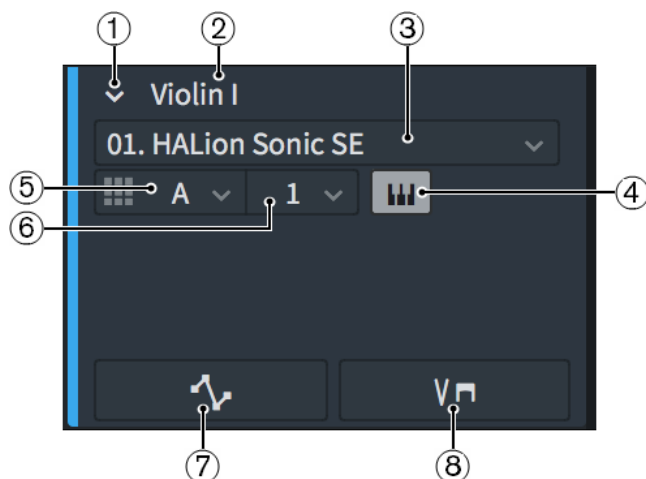 ① ② ③
Violin I
01. HALion Sonic SE
⑤ A 1 ④
⑥
⑦ ⑧